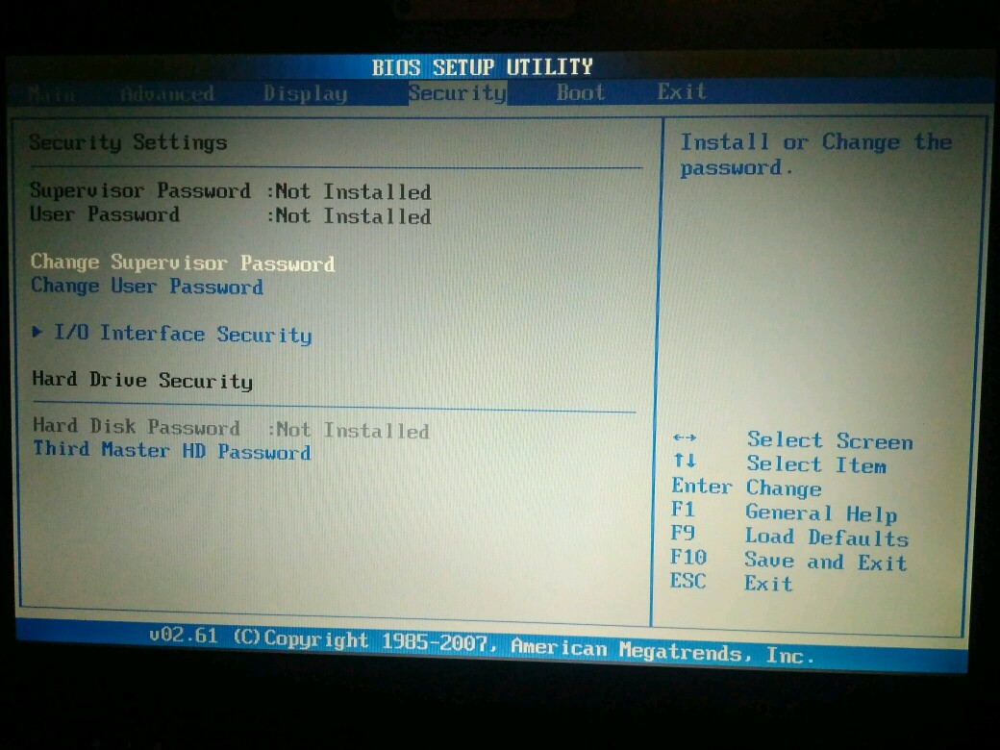 BIOS SETUP UTILITY
Main Advanced Display Security Boot Exit
Security Settings
Supervisor Password :Not Installed
User Password :Not Installed
Change Supervisor Password
Change User Password
I/O Interface Security
Hard Drive Security
Hard Disk Password :Not Installed
Third Master HD Password
Install or Change the
password.
←→ Select Screen
↑↓ Select Item
Enter Change
F1 General Help
F9 Load Defaults
F10 Save and Exit
ESC Exit
v02.61 (C)Copyright 1985-2007, American Megatrends, Inc.